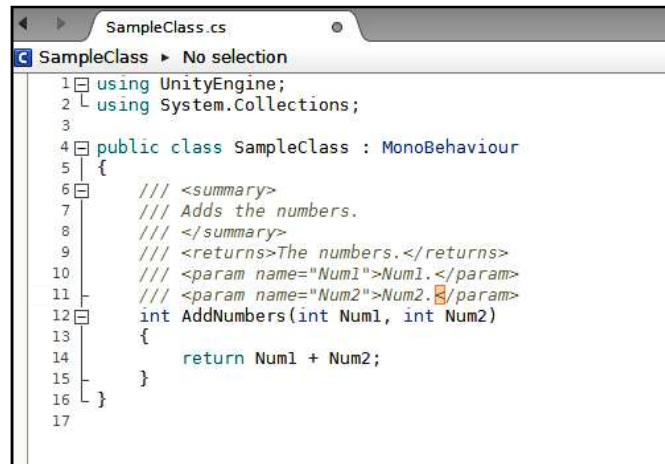 SampleClass.cs
C SampleClass ▸ No selection
1 using UnityEngine;
2 using System.Collections;
3
4 public class SampleClass : MonoBehaviour
5 {
6     /// <summary>
7     /// Adds the numbers.
8     /// </summary>
9     /// <returns>The numbers.</returns>
10     /// <param name="Num1">Num1.</param>
11     /// <param name="Num2">Num2.</param>
12     int AddNumbers(int Num1, int Num2)
13     {
14         return Num1 + Num2;
15     }
16 }
17